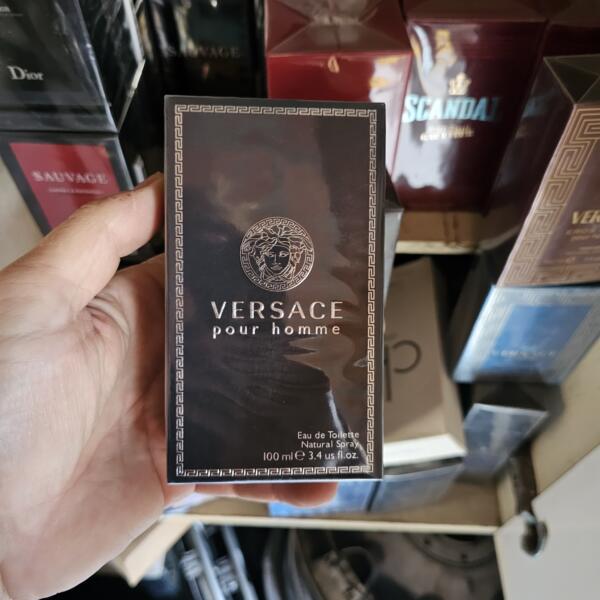 Dior
SAUVAGE
SAUVAGE
SCANDAL
VERSACE
pour homme
Eau de Toilette
Natural Spray
100 ml ℮ 3.4 us fl.oz.